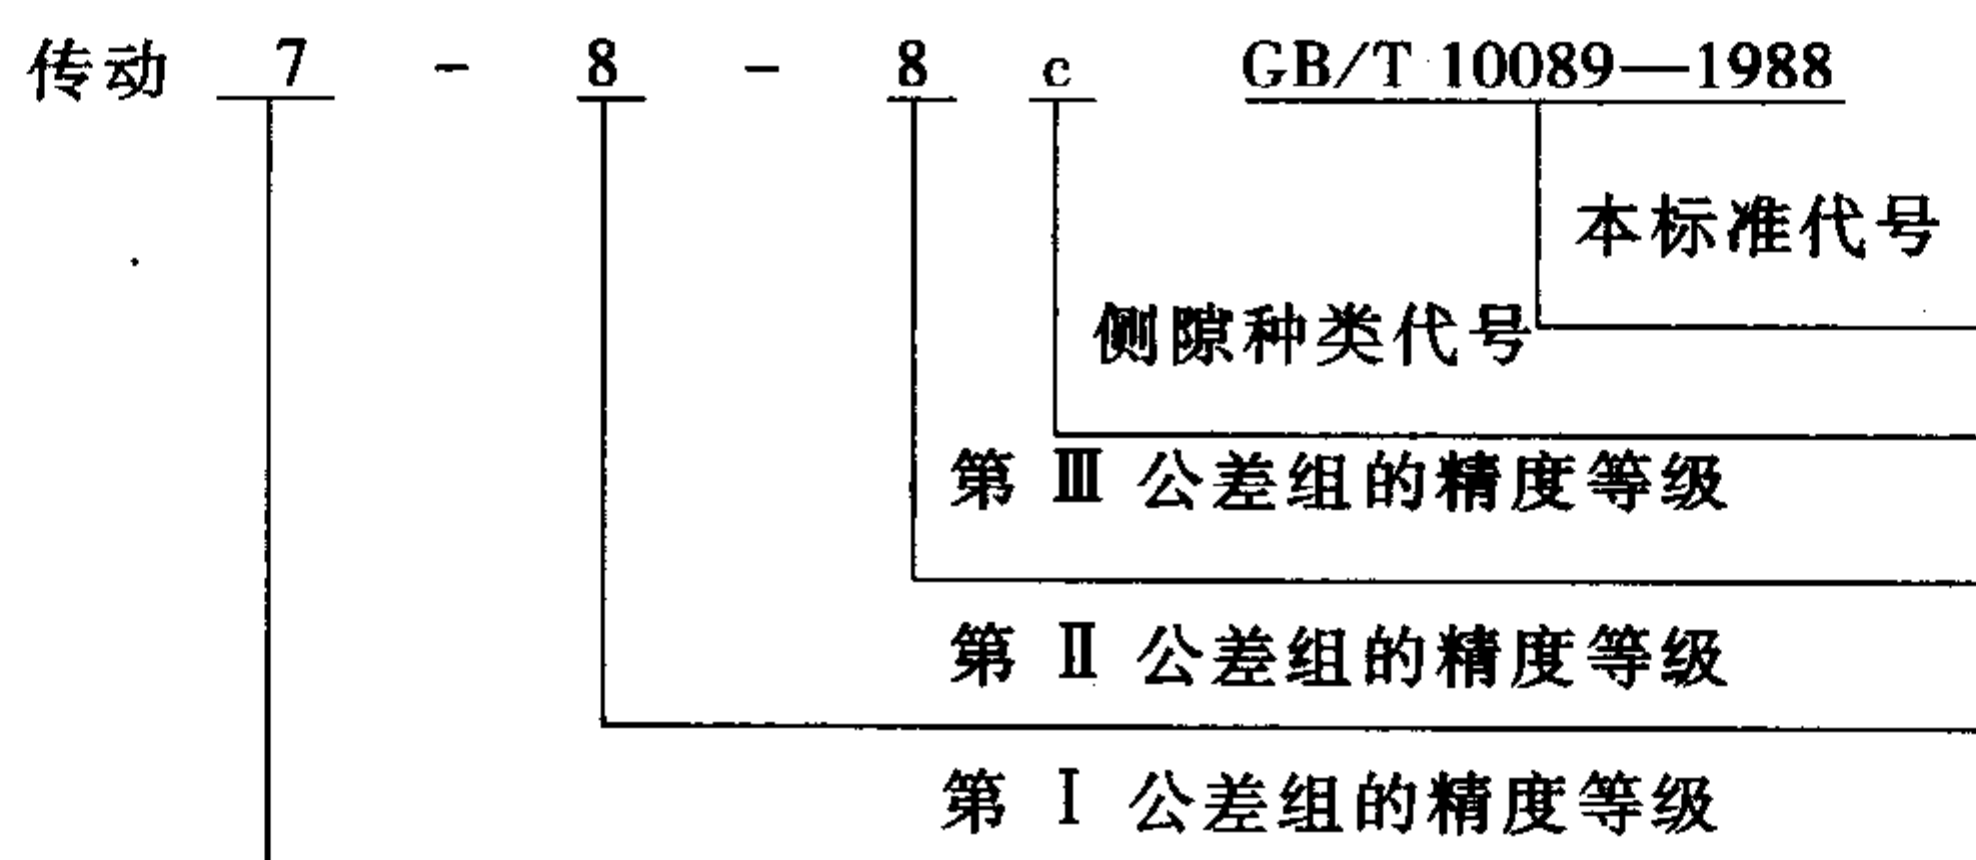 传动 7 - 8 - 8 c GB/T 10089—1988
本标准代号
侧隙种类代号
第 Ⅲ 公差组的精度等级
第 Ⅱ 公差组的精度等级
第 Ⅰ 公差组的精度等级